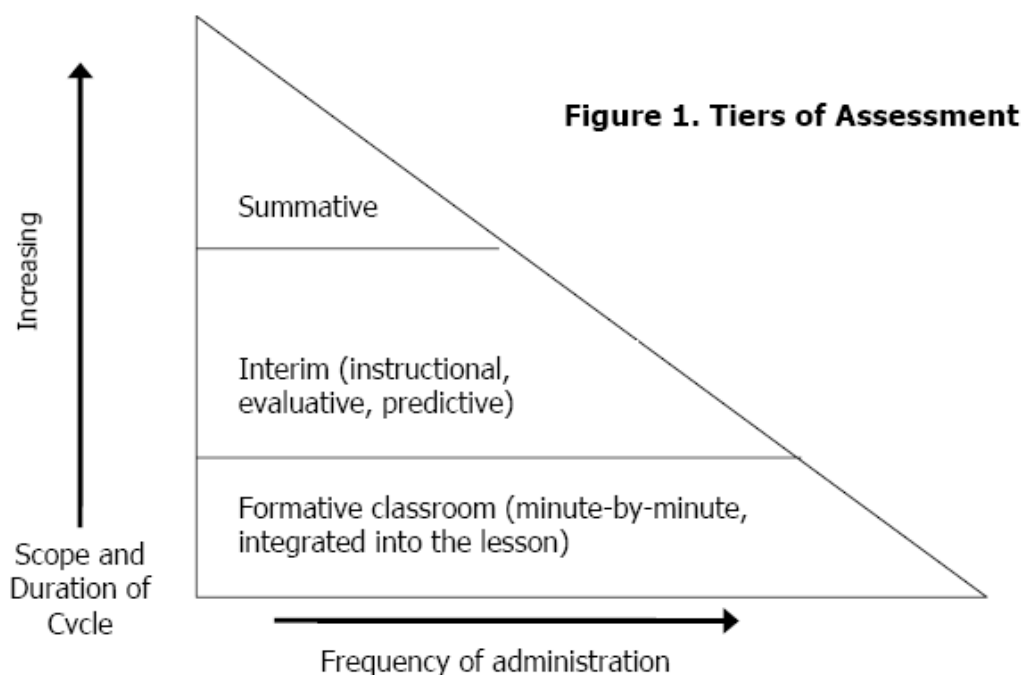 Figure 1. Tiers of Assessment
Summative
Increasing
Interim (instructional,
evaluative, predictive)
Formative classroom (minute-by-minute,
integrated into the lesson)
Scope and
Duration of
Cycle
Frequency of administration